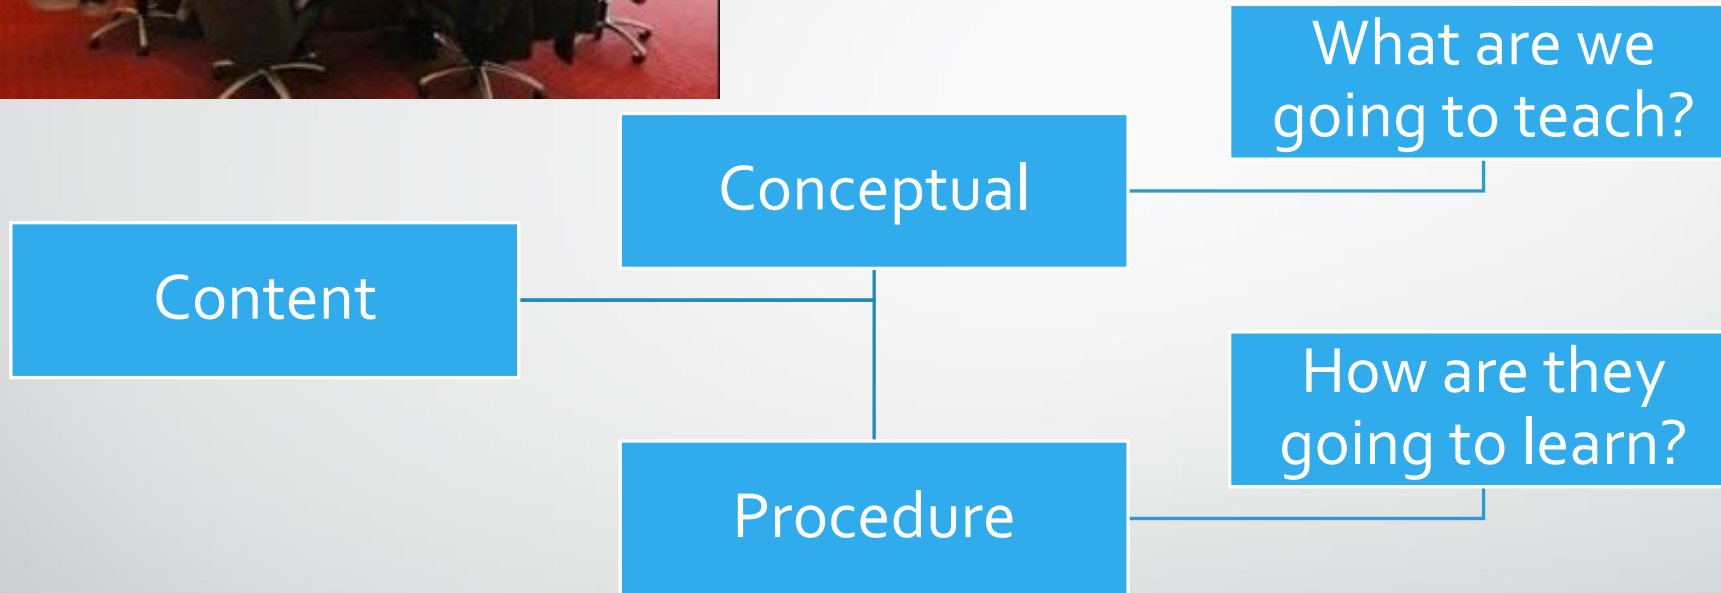 What are we
going to teach?
Conceptual
Content
How are they
going to learn?
Procedure